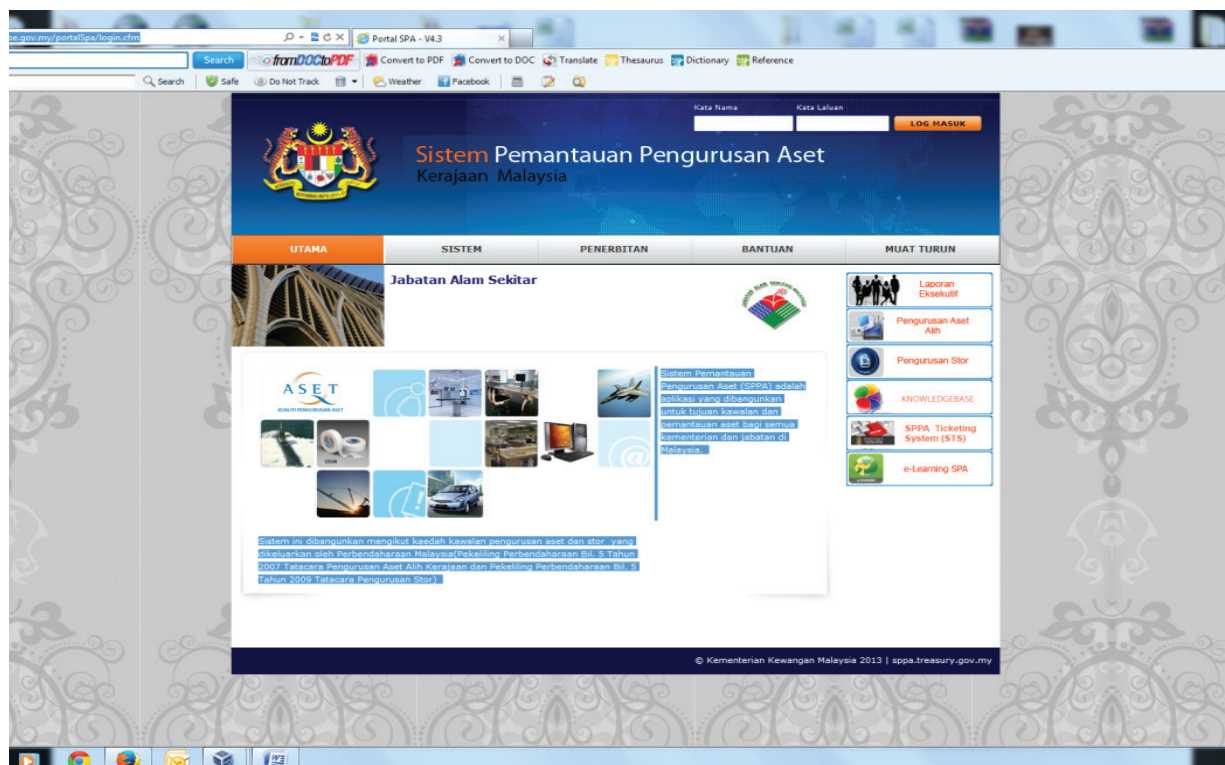 oe.gov.my/portalSpa/login.cfm
Portal SPA - V4.3
Search
fromDOCtoPDF
Convert to PDF
Convert to DOC
Translate
Thesaurus
Dictionary
Reference
Search
Safe
Do Not Track
Weather
Facebook
Kata Nama
Kata Laluan
LOG MASUK
Sistem Pemantauan Pengurusan Aset
Kerajaan Malaysia
UTAMA
SISTEM
PENERBITAN
BANTUAN
MUAT TURUN
Jabatan Alam Sekitar
ASET
KUALITI PENGURUSAN ASET
Sistem Pemantauan
Pengurusan Aset (SPPA) adalah
aplikasi yang dibangunkan
untuk tujuan kawalan dan
pemantauan aset bagi semua
kementerian dan jabatan di
Malaysia.
Sistem ini dibangunkan mengikut kaedah kawalan pengurusan aset dan stor yang
dikeluarkan oleh Perbendaharaan Malaysia(Pekeliling Perbendaharaan Bil. 5 Tahun
2007 Tatacara Pengurusan Aset Alih Kerajaan dan Pekeliling Perbendaharaan Bil. 5
Tahun 2009 Tatacara Pengurusan Stor)
Laporan
Eksekutif
Pengurusan Aset
Alih
Pengurusan Stor
KNOWLEDGEBASE
SPPA Ticketing
System (STS)
e-Learning SPA
© Kementerian Kewangan Malaysia 2013 | sppa.treasury.gov.my